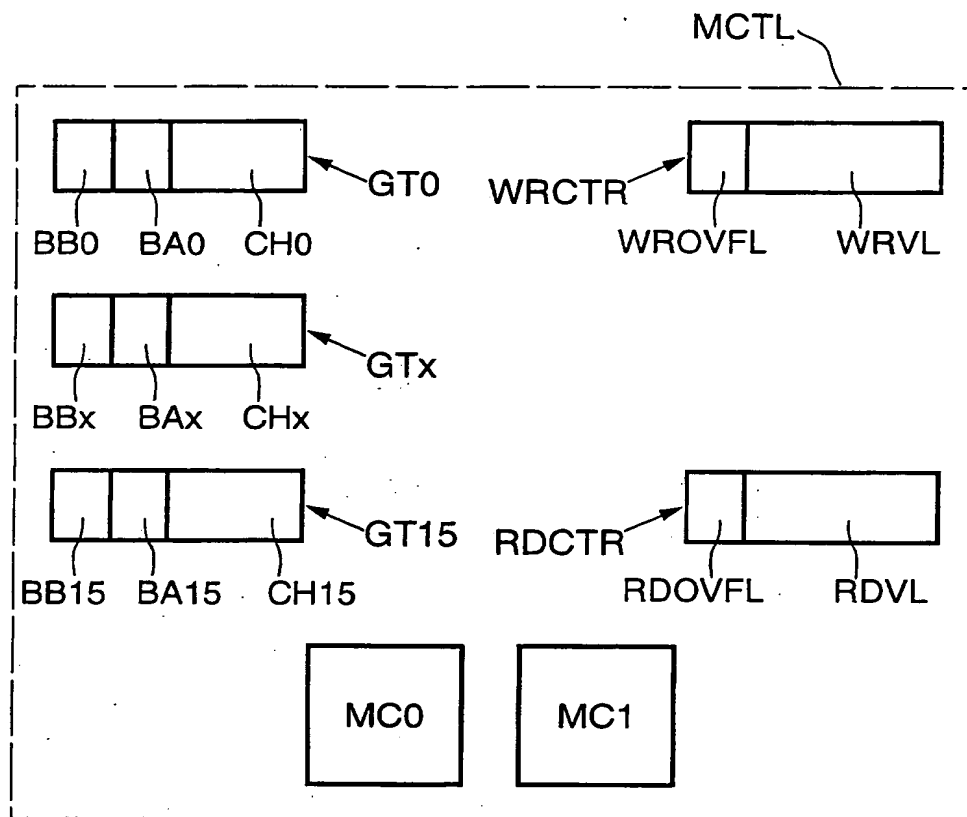 MCTL
GT0 WRCTR
BB0 BA0 CH0 WROVFL WRVL
GTx
BBx BAx CHx
GT15 RDCTR
BB15 BA15 CH15 RDOVFL RDVL
MC0 MC1